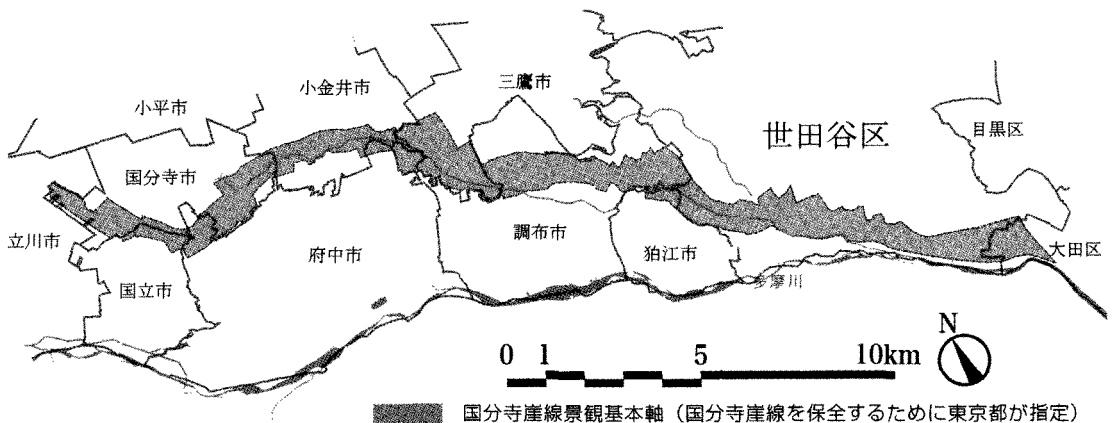 小金井市
三鷹市
小平市
世田谷区
目黒区
国分寺市
立川市
府中市
調布市
狛江市
大田区
国立市
多摩川
N
0 1 5 10km
国分寺崖線景観基本軸（国分寺崖線を保全するために東京都が指定）